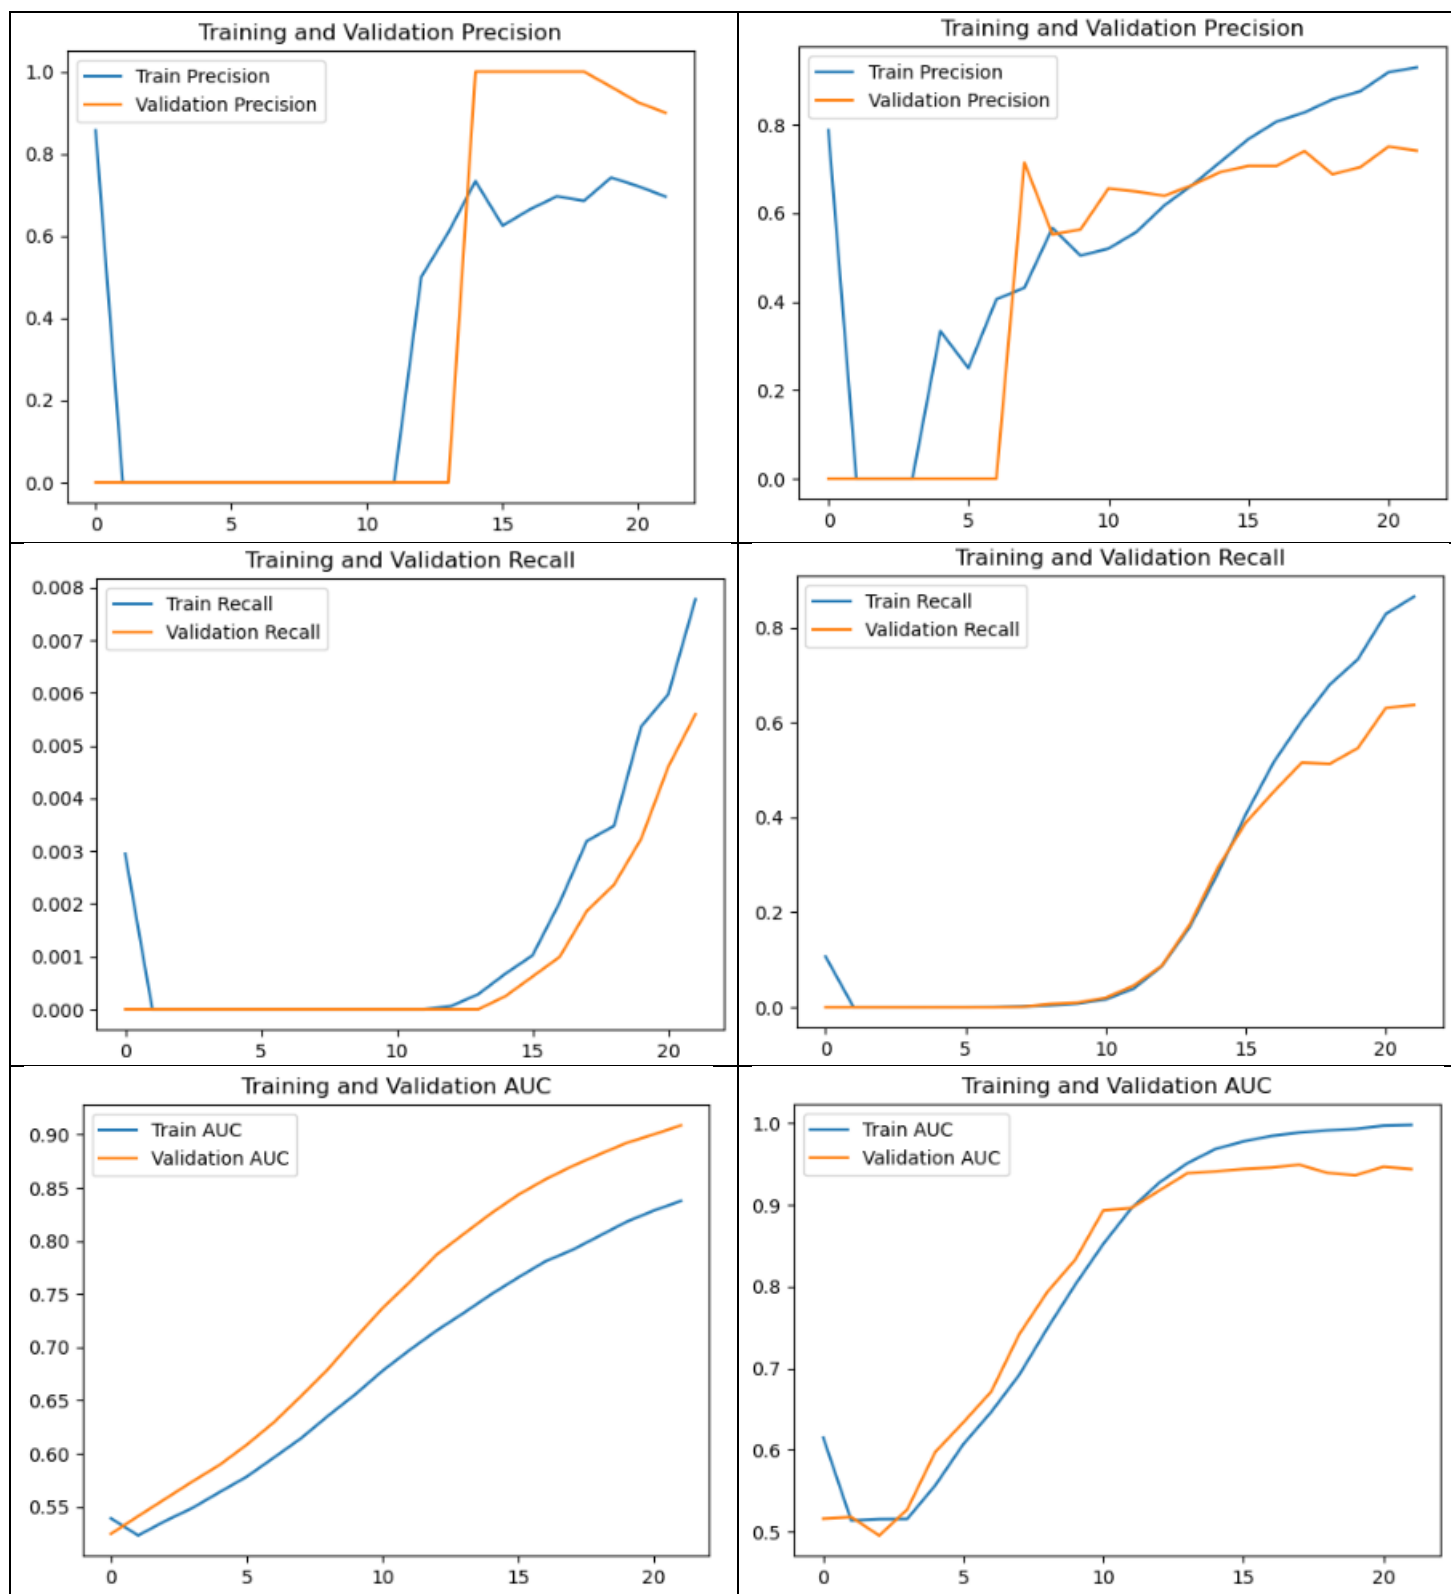 Training and Validation Precision
Train Precision
Validation Precision
1.0
0.8
0.6
0.4
0.2
0.0
0 5 10 15 20
Training and Validation Precision
Train Precision
Validation Precision
0.8
0.6
0.4
0.2
0.0
0 5 10 15 20
Training and Validation Recall
Train Recall
Validation Recall
0.008
0.007
0.006
0.005
0.004
0.003
0.002
0.001
0.000
0 5 10 15 20
Training and Validation Recall
Train Recall
Validation Recall
0.8
0.6
0.4
0.2
0.0
0 5 10 15 20
Training and Validation AUC
Train AUC
Validation AUC
0.90
0.85
0.80
0.75
0.70
0.65
0.60
0.55
0 5 10 15 20
Training and Validation AUC
Train AUC
Validation AUC
1.0
0.9
0.8
0.7
0.6
0.5
0 5 10 15 20